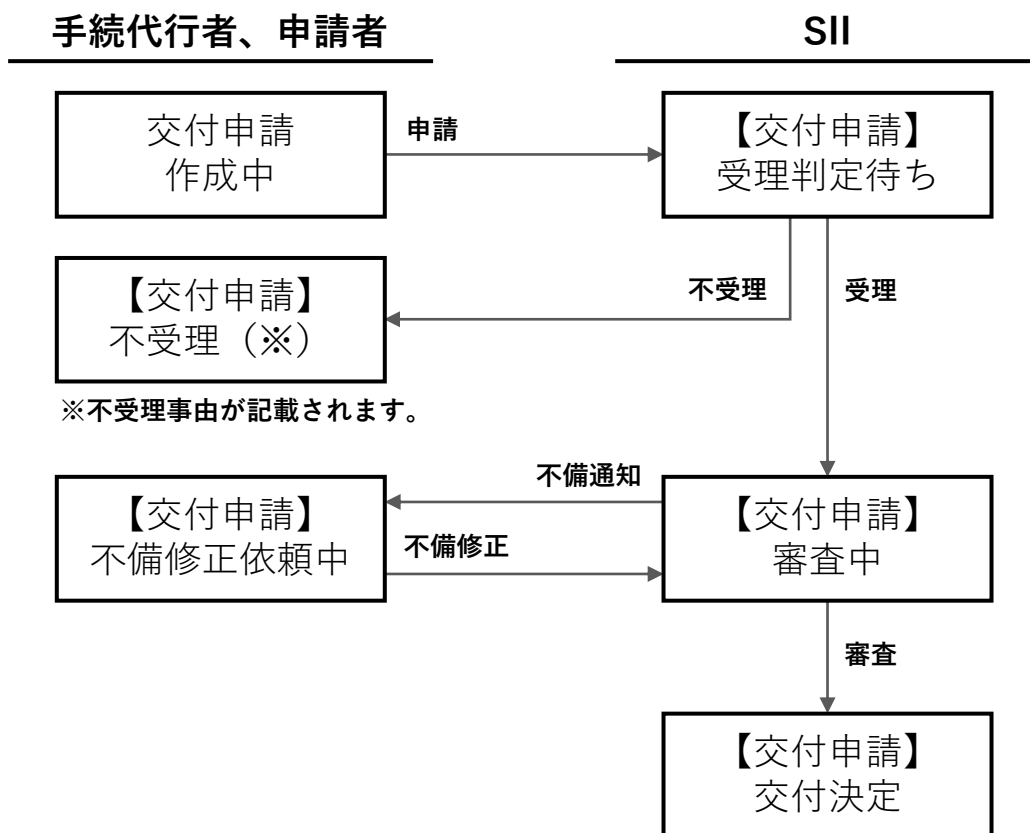 手続代行者、申請者
SII
交付申請
作成中
申請
【交付申請】
受理判定待ち
【交付申請】
不受理（※）
不受理
受理
※不受理事由が記載されます。
【交付申請】
不備修正依頼中
不備通知
不備修正
【交付申請】
審査中
審査
【交付申請】
交付決定